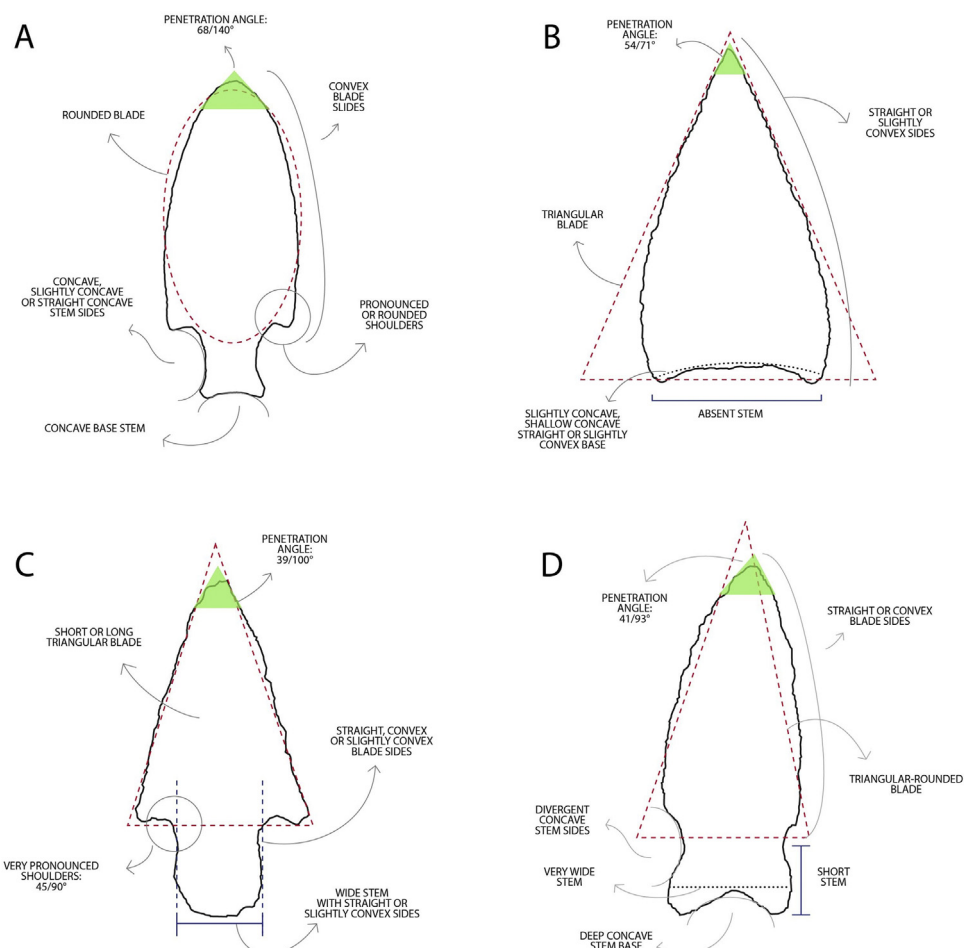 A
PENETRATION ANGLE:
68/140°
ROUNDED BLADE
CONVEX
BLADE
SLIDES
CONCAVE,
SLIGHTLY CONCAVE
OR STRAIGHT CONCAVE
STEM SIDES
PRONOUNCED
OR ROUNDED
SHOULDERS
CONCAVE BASE STEM
B
PENETRATION
ANGLE:
54/71°
STRAIGHT OR
SLIGHTLY
CONVEX SIDES
TRIANGULAR
BLADE
SLIGHTLY CONCAVE,
SHALLOW CONCAVE
STRAIGHT OR SLIGHTLY
CONVEX BASE
ABSENT STEM
C
PENETRATION
ANGLE:
39/100°
SHORT OR LONG
TRIANGULAR BLADE
STRAIGHT, CONVEX
OR SLIGHTLY CONVEX
BLADE SIDES
VERY PRONOUNCED
SHOULDERS:
45/90°
WIDE STEM
WITH STRAIGHT OR
SLIGHTLY CONVEX SIDES
D
PENETRATION
ANGLE:
41/93°
STRAIGHT OR CONVEX
BLADE SIDES
TRIANGULAR-ROUNDED
BLADE
DIVERGENT
CONCAVE
STEM SIDES
VERY WIDE
STEM
SHORT
STEM
DEEP CONCAVE
STEM BASE